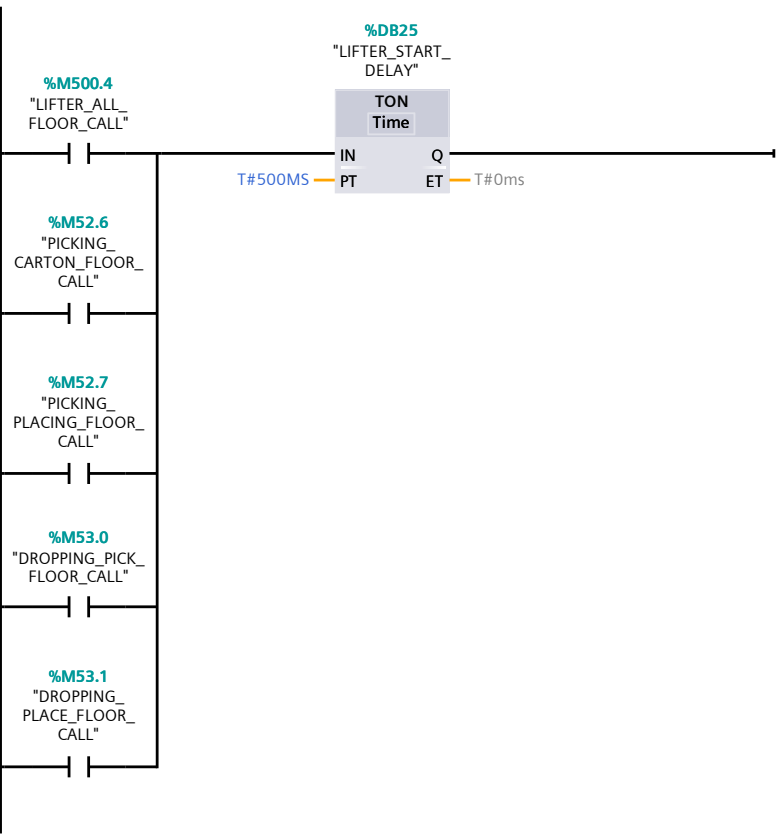 %DB25
"LIFTER_START_
DELAY"
%M500.4
"LIFTER_ALL_
FLOOR_CALL"
TON
Time
IN
Q
T#500MS
PT
ET
T#0ms
%M52.6
"PICKING_
CARTON_FLOOR_
CALL"
%M52.7
"PICKING_
PLACING_FLOOR_
CALL"
%M53.0
"DROPPING_PICK_
FLOOR_CALL"
%M53.1
"DROPPING_
PLACE_FLOOR_
CALL"